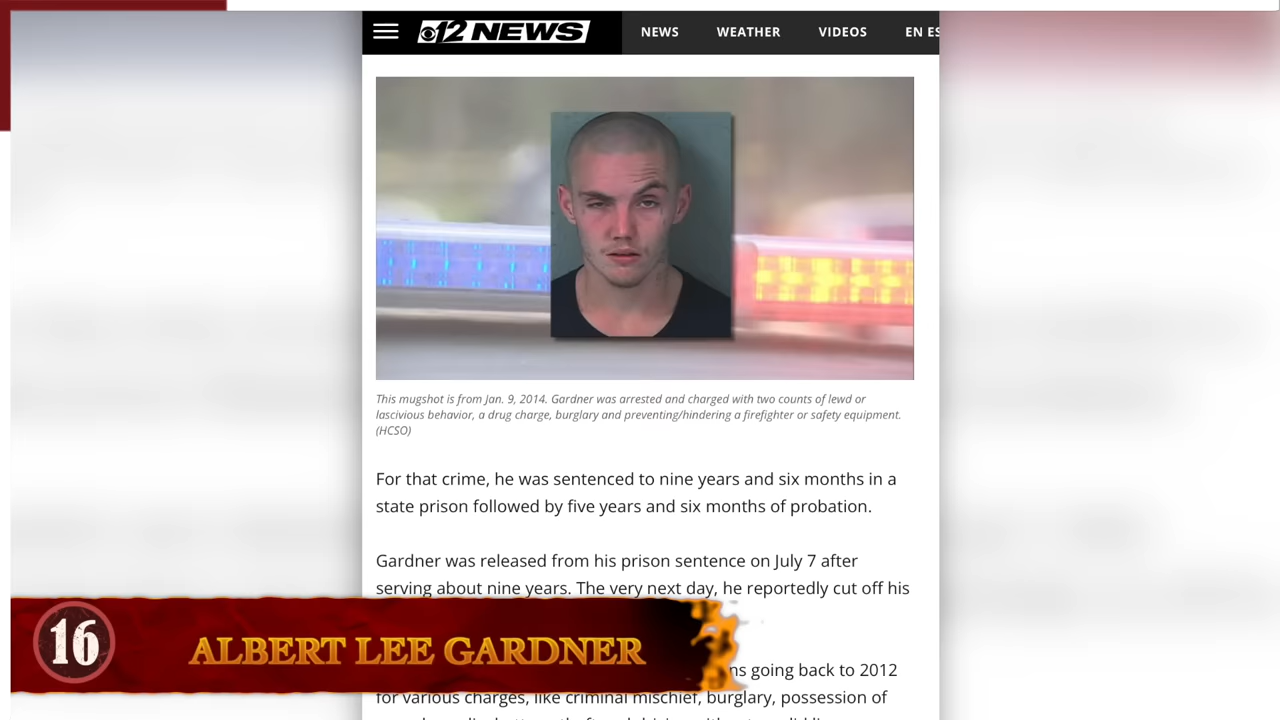 12 NEWS
NEWS WEATHER VIDEOS EN ES
This mugshot is from Jan. 9, 2014. Gardner was arrested and charged with two counts of lewd or
lascivious behavior, a drug charge, burglary and preventing/hindering a firefighter or safety equipment.
(HCSO)
For that crime, he was sentenced to nine years and six months in a
state prison followed by five years and six months of probation.
Gardner was released from his prison sentence on July 7 after
serving about nine years. The very next day, he reportedly cut off his
16 ALBERT LEE GARDNER
going back to 2012
for various charges, like criminal mischief, burglary, possession of